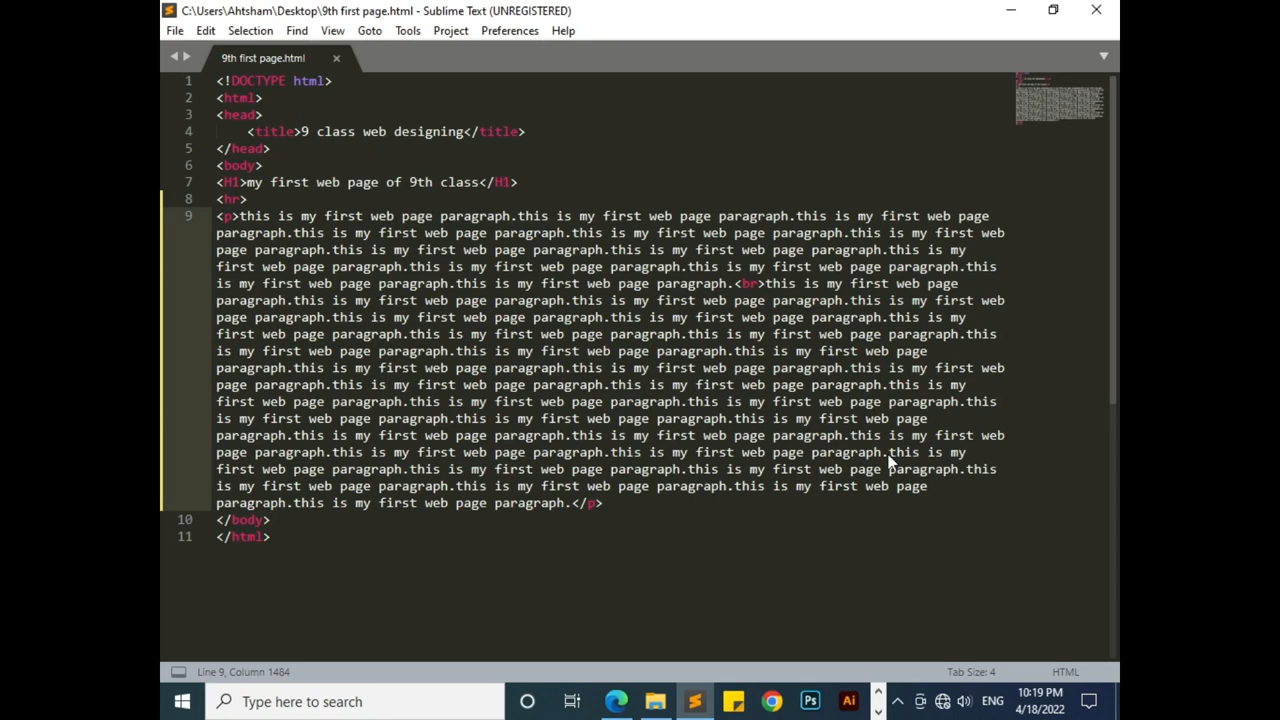 C:\Users\Ahtsham\Desktop\9th first page.html - Sublime Text (UNREGISTERED)
File Edit Selection Find View Goto Tools Project Preferences Help
9th first page.html
1 <!DOCTYPE html>
2 <html>
3 <head>
4 <title>9 class web designing</title>
5 </head>
6 <body>
7 <H1>my first web page of 9th class</H1>
8 <hr>
9 <p>this is my first web page paragraph.this is my first web page paragraph.this is my first web page
paragraph.this is my first web page paragraph.this is my first web page paragraph.this is my first web
page paragraph.this is my first web page paragraph.this is my first web page paragraph.this is my
first web page paragraph.this is my first web page paragraph.this is my first web page paragraph.this
is my first web page paragraph.this is my first web page paragraph.<br>this is my first web page
paragraph.this is my first web page paragraph.this is my first web page paragraph.this is my first web
page paragraph.this is my first web page paragraph.this is my first web page paragraph.this is my
first web page paragraph.this is my first web page paragraph.this is my first web page paragraph.this
is my first web page paragraph.this is my first web page paragraph.this is my first web page
paragraph.this is my first web page paragraph.this is my first web page paragraph.this is my first web
page paragraph.this is my first web page paragraph.this is my first web page paragraph.this is my
first web page paragraph.this is my first web page paragraph.this is my first web page paragraph.this
is my first web page paragraph.this is my first web page paragraph.this is my first web page
paragraph.this is my first web page paragraph.this is my first web page paragraph.this is my first web
page paragraph.this is my first web page paragraph.this is my first web page paragraph.this is my
first web page paragraph.this is my first web page paragraph.this is my first web page paragraph.this
is my first web page paragraph.this is my first web page paragraph.this is my first web page
paragraph.this is my first web page paragraph.</p>
10 </body>
11 </html>
Line 9, Column 1484 Tab Size: 4 HTML
Type here to search Ps Ai ENG 10:19 PM
4/18/2022